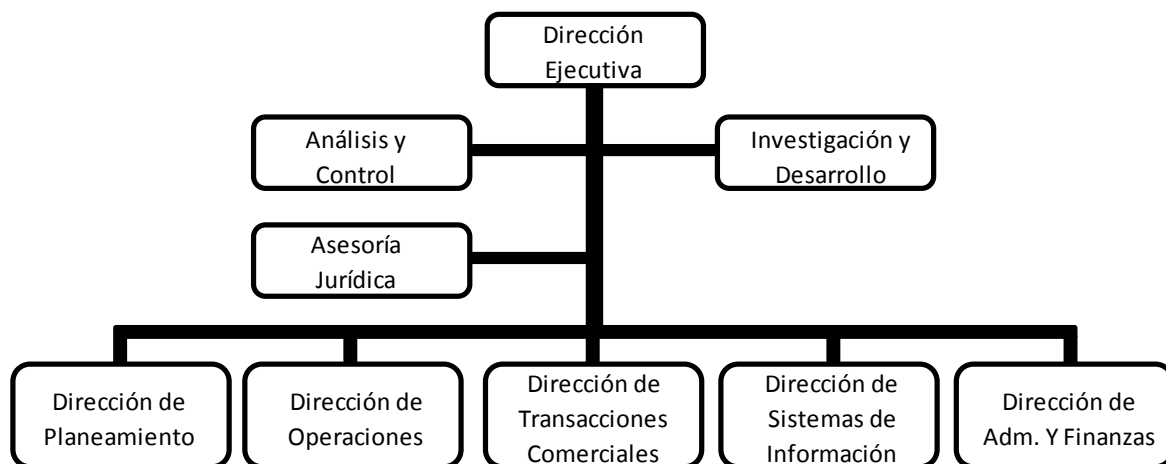 Dirección
Ejecutiva
Análisis y
Control
Investigación y
Desarrollo
Asesoría
Jurídica
Dirección de
Planeamiento
Dirección de
Operaciones
Dirección de
Transacciones
Comerciales
Dirección de
Sistemas de
Información
Dirección de
Adm. Y Finanzas